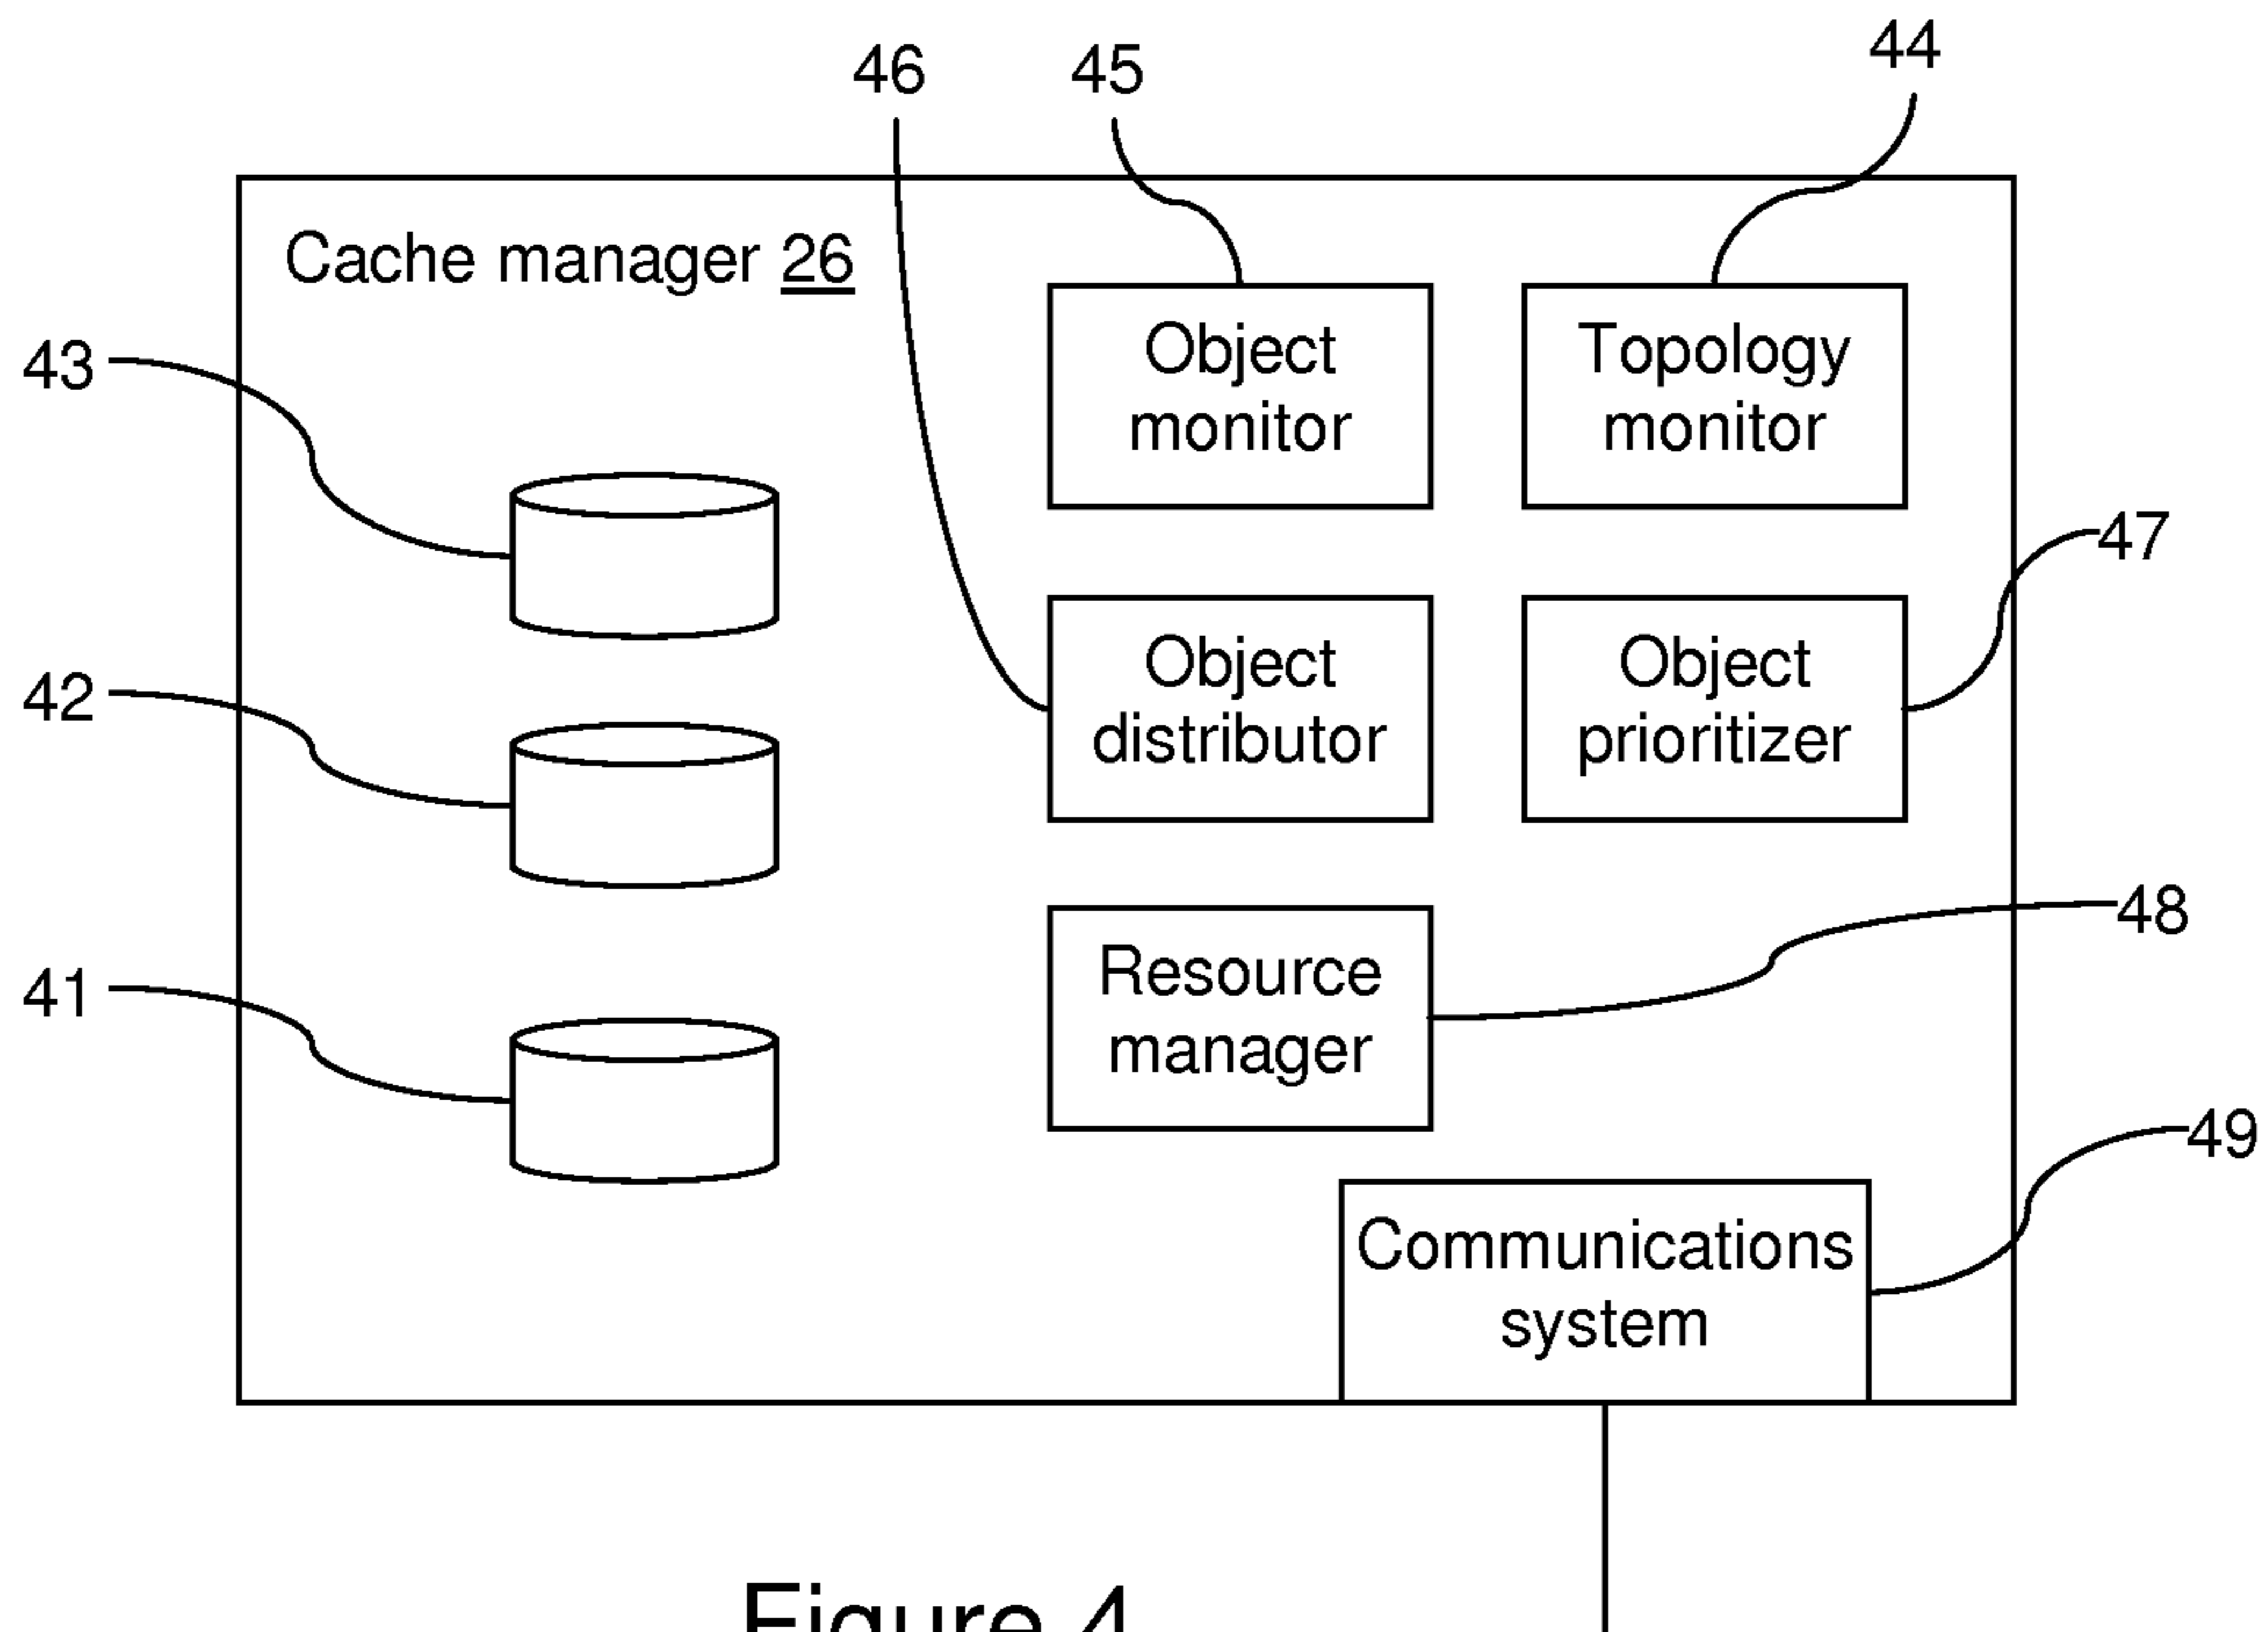 44
46
45
Cache manager 26
43
Object
monitor
Topology
monitor
47
42
Object
distributor
Object
prioritizer
48
41
Resource
manager
49
Communications
system
Figure 4